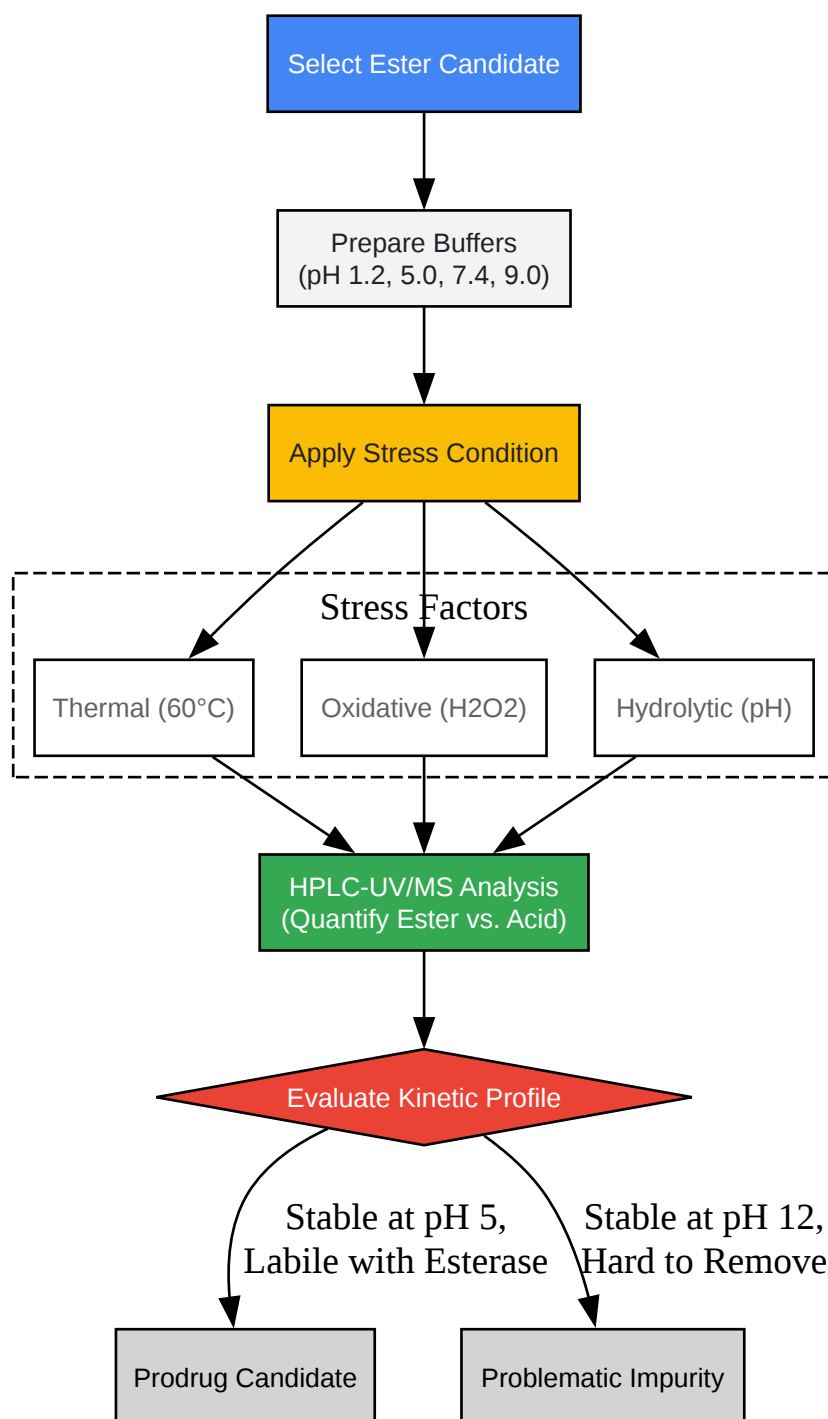 Select Ester Candidate
Prepare Buffers
(pH 1.2, 5.0, 7.4, 9.0)
Apply Stress Condition
Stress Factors
Thermal (60°C)
Oxidative (H2O2)
Hydrolytic (pH)
HPLC-UV/MS Analysis
(Quantify Ester vs. Acid)
Evaluate Kinetic Profile
Stable at pH 5,
Labile with Esterase
Stable at pH 12,
Hard to Remove
Prodrug Candidate
Problematic Impurity